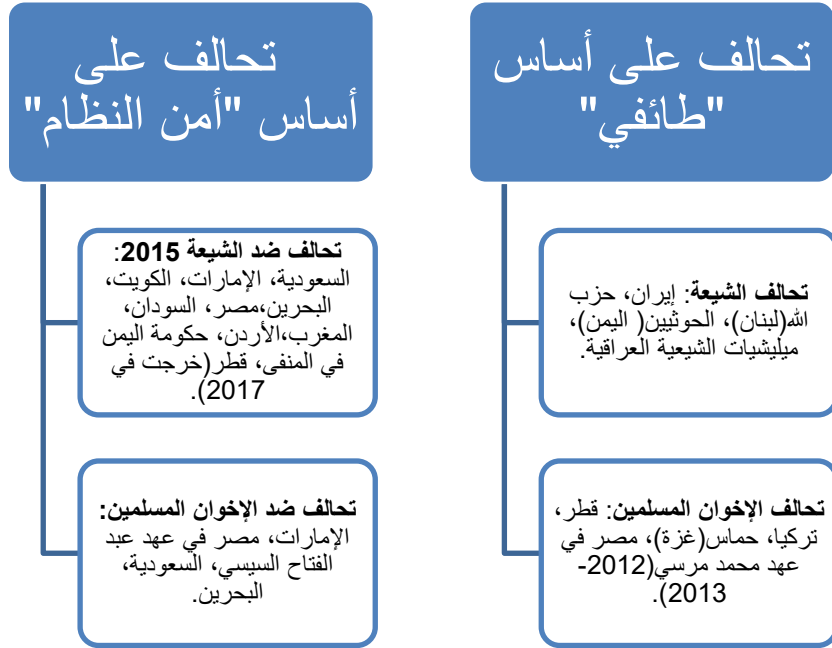 تحالف على أساس
"طائفي"
تحالف الشيعة: إيران، حزب
الله(لبنان)، الحوثيين( اليمن)،
ميليشيات الشيعية العراقية.
تحالف الإخوان المسلمين: قطر،
تركيا، حماس(غزة)، مصر في
عهد محمد مرسي(2012-
2013).
تحالف على
أساس "أمن النظام"
تحالف ضد الشيعة 2015:
السعودية، الإمارات، الكويت،
البحرين،مصر، السودان،
المغرب،الأردن، حكومة اليمن
في المنفى، قطر(خرجت في
2017).
تحالف ضد الإخوان المسلمين:
الإمارات، مصر في عهد عبد
الفتاح السيسي، السعودية،
البحرين.